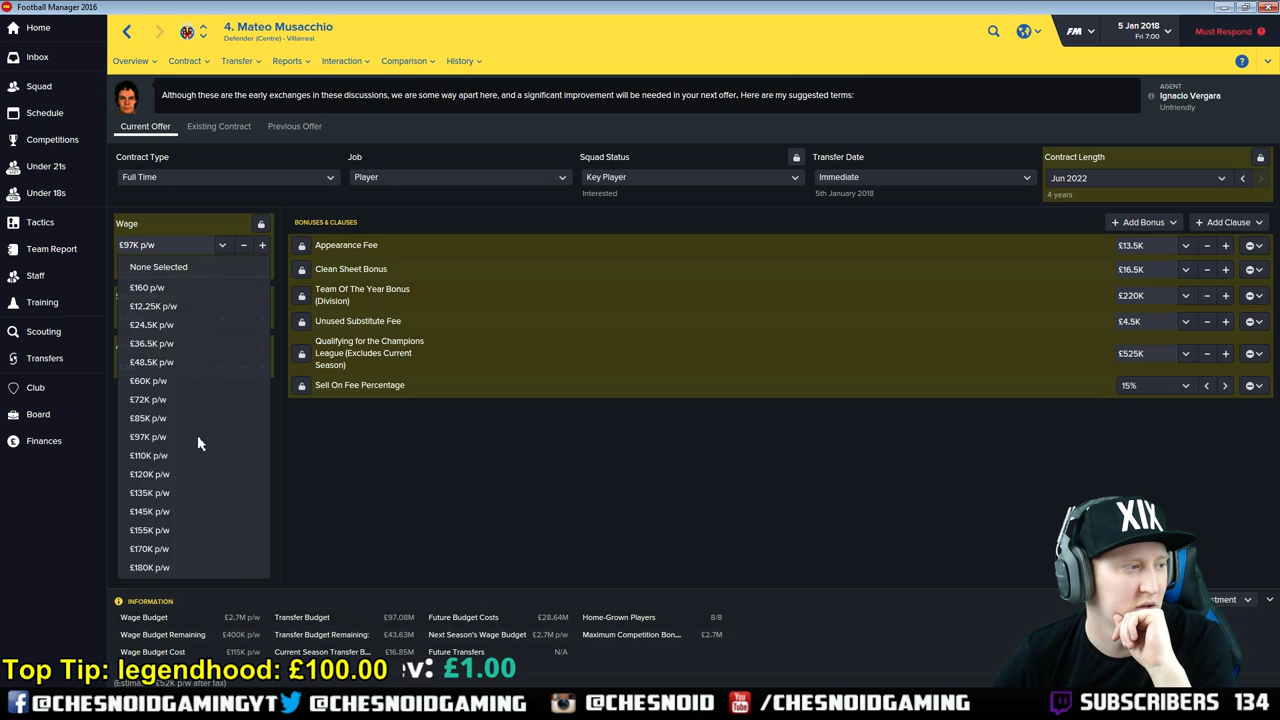 Football Manager 2016
Home
Inbox
Squad
Schedule
Competitions
Under 21s
Under 18s
Tactics
Team Report
Staff
Training
Scouting
Transfers
Club
Board
Finances
4. Mateo Musacchio
Defender (Centre) - Villarreal
FM
5 Jan 2018
Fri 7:00
Must Respond
Overview
Contract
Transfer
Reports
Interaction
Comparison
History
?
Although these are the early exchanges in these discussions, we are some way apart here, and a significant improvement will be needed in your next offer. Here are my suggested terms:
AGENT
Ignacio Vergara
Unfriendly
Current Offer
Existing Contract
Previous Offer
Contract Type
Full Time
Job
Player
Squad Status
Key Player
Interested
Transfer Date
Immediate
5th January 2018
Contract Length
Jun 2022
4 years
Wage
£97K p/w
None Selected
£160 p/w
£12.25K p/w
£24.5K p/w
£36.5K p/w
£48.5K p/w
£60K p/w
£72K p/w
£85K p/w
£97K p/w
£110K p/w
£120K p/w
£135K p/w
£145K p/w
£155K p/w
£170K p/w
£180K p/w
BONUSES & CLAUSES
+ Add Bonus
+ Add Clause
Appearance Fee £13.5K
Clean Sheet Bonus £16.5K
Team Of The Year Bonus
(Division) £220K
Unused Substitute Fee £4.5K
Qualifying for the Champions
League (Excludes Current
Season) £525K
Sell On Fee Percentage 15%
INFORMATION
Wage Budget £2.7M p/w
Transfer Budget £97.08M
Future Budget Costs £28.64M
Home-Grown Players 8/8
Wage Budget Remaining £400K p/w
Transfer Budget Remaining: £43.63M
Next Season's Wage Budget £2.7M p/w
Maximum Competition Bon... £2.7M
Wage Budget Cost £115K p/w
Current Season Transfer B... £16.85M
Future Transfers N/A
XIX
Top Tip: legendhood: £100.00
v: £1.00
@CHESNOIDGAMINGYT
@CHESNOIDGAMING
@CHESNOID
/CHESNOIDGAMING
SUBSCRIBERS 134